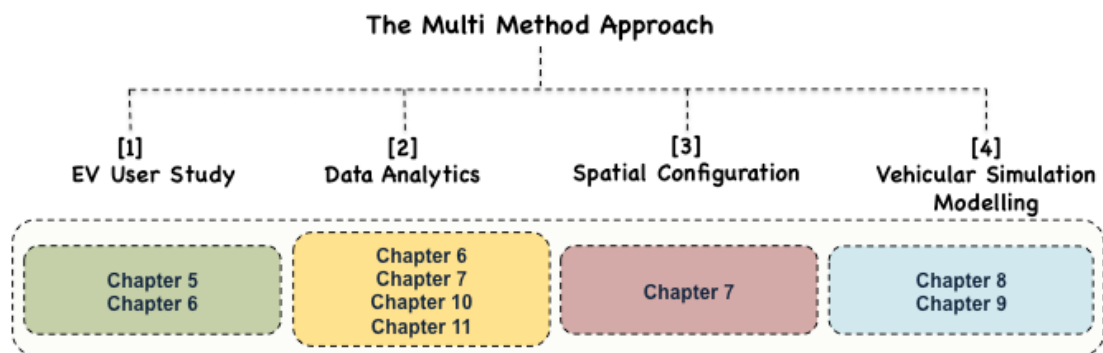 The Multi Method Approach
[1]
EV User Study
[2]
Data Analytics
[3]
Spatial Configuration
[4]
Vehicular Simulation
Modelling
Chapter 5
Chapter 6
Chapter 6
Chapter 7
Chapter 10
Chapter 11
Chapter 7
Chapter 8
Chapter 9